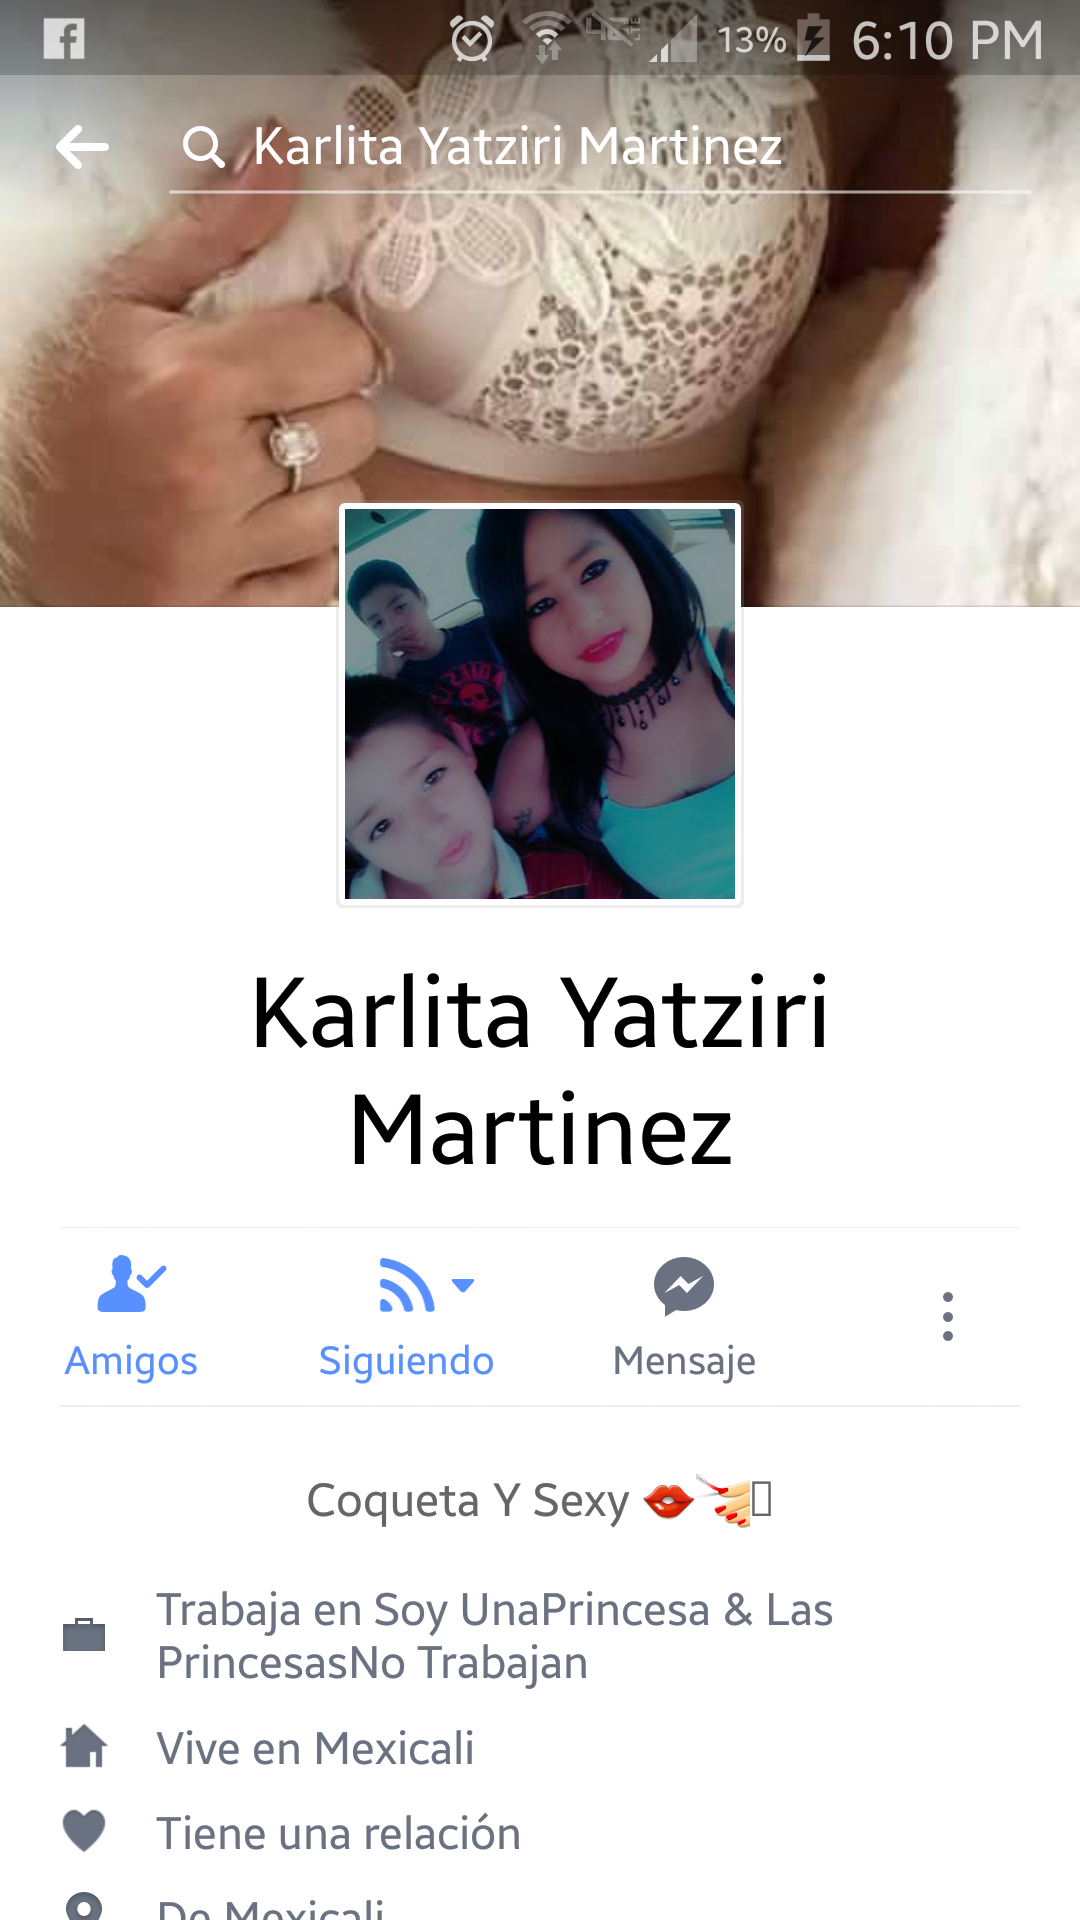 13% 6:10 PM
Karlita Yatziri Martinez
Karlita Yatziri
Martinez
Amigos Siguiendo Mensaje
Coqueta Y Sexy 💋💅
Trabaja en Soy UnaPrincesa & Las
PrincesasNo Trabajan
Vive en Mexicali
Tiene una relación
De Mexicali